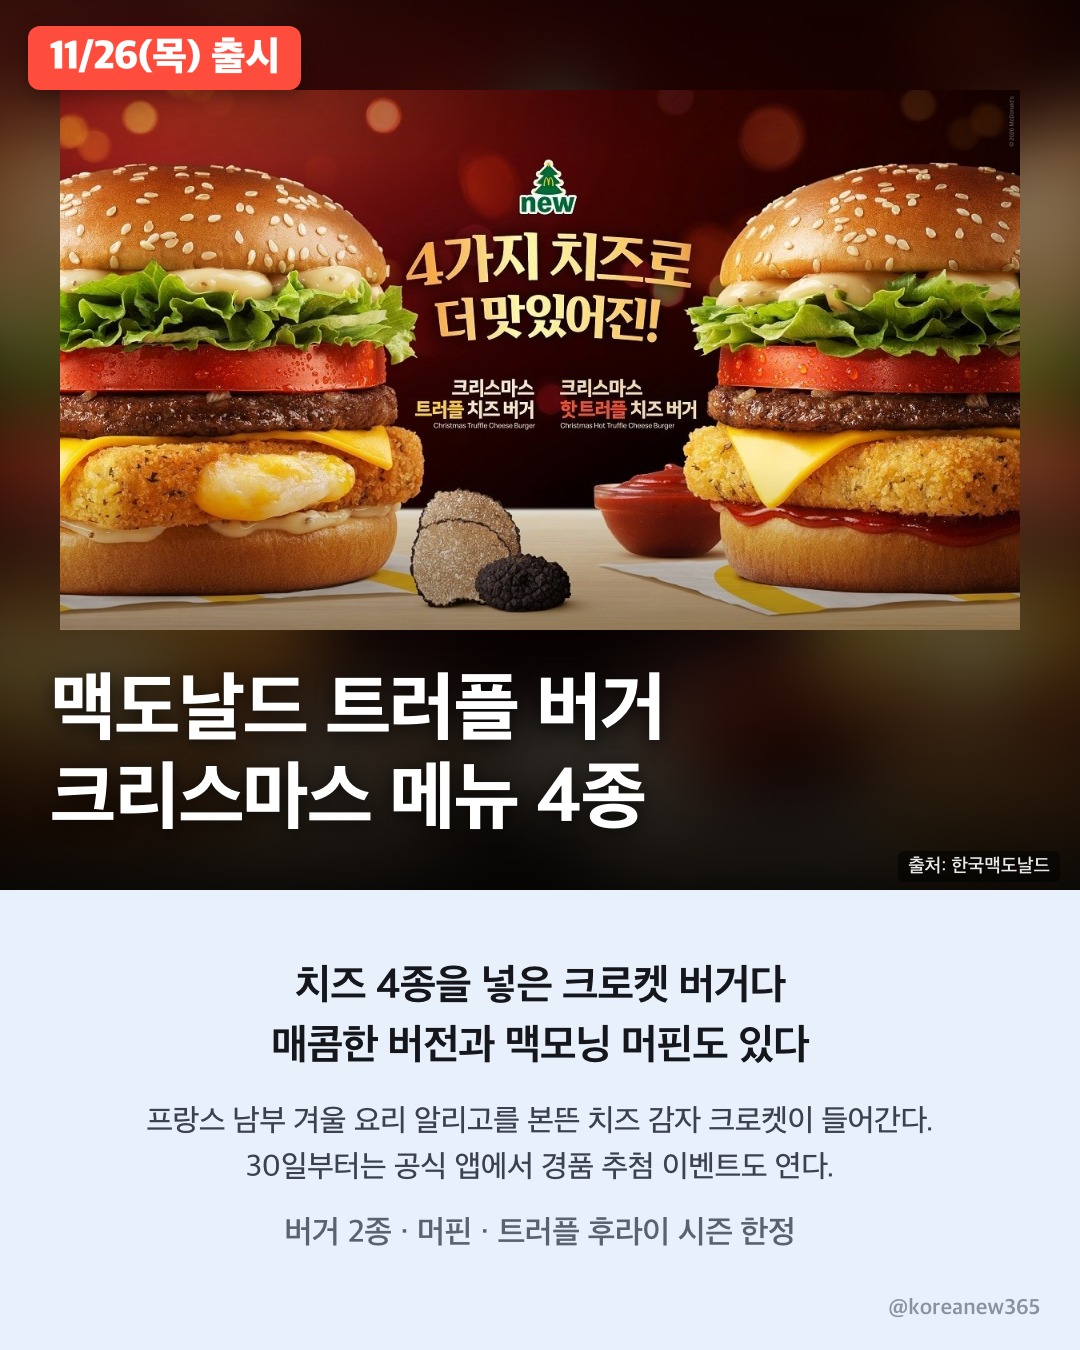 11/26(목) 출시
© 2026 McDonald's
new
4가지 치즈로
더 맛있어진!
크리스마스
트러플 치즈 버거
Christmas Truffle Cheese Burger
크리스마스
핫 트러플 치즈 버거
Christmas Hot Truffle Cheese Burger
맥도날드 트러플 버거
크리스마스 메뉴 4종
출처: 한국맥도날드
치즈 4종을 넣은 크로켓 버거다
매콤한 버전과 맥모닝 머핀도 있다
프랑스 남부 겨울 요리 알리고를 본뜬 치즈 감자 크로켓이 들어간다.
30일부터는 공식 앱에서 경품 추첨 이벤트도 연다.
버거 2종 · 머핀 · 트러플 후라이 시즌 한정
@koreanew365